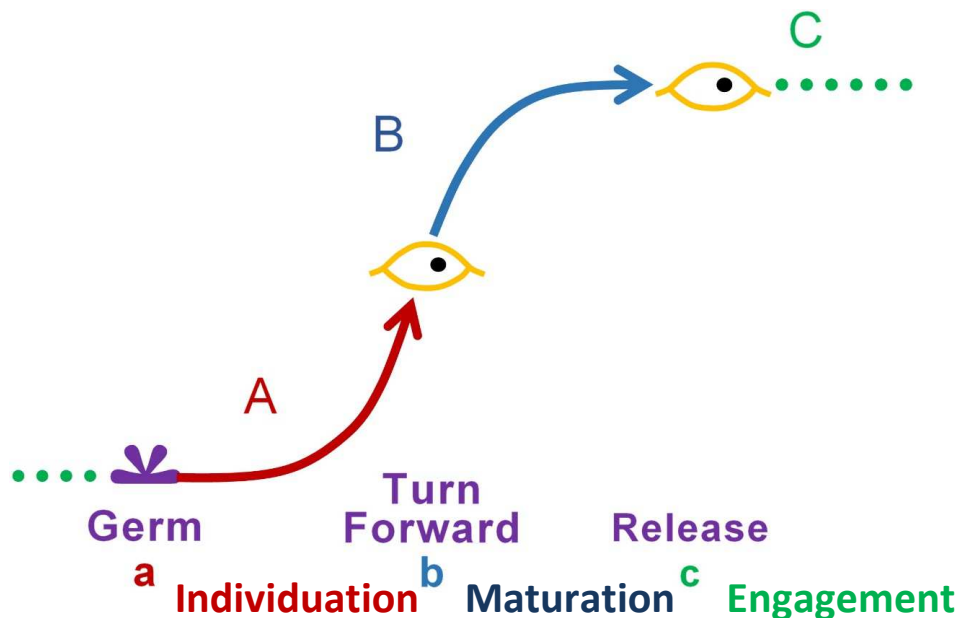 C
B
A
Germ
Turn
Forward
Release
a
b
c
Individuation
Maturation
Engagement